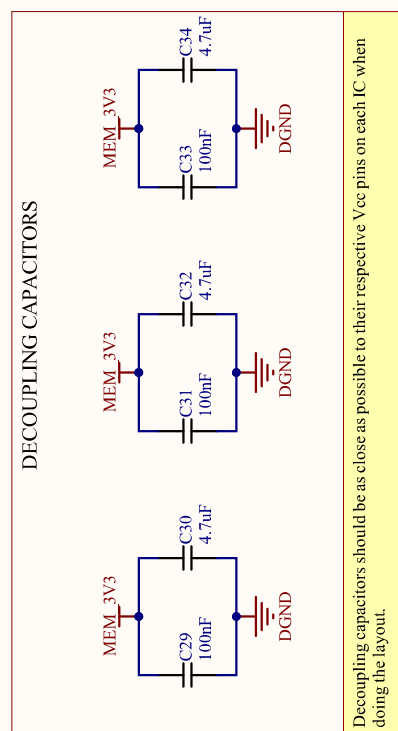 DECOUPLING CAPACITORS
MEM_3V3
C29
100nF
C30
4.7uF
DGND
MEM_3V3
C31
100nF
C32
4.7uF
DGND
MEM_3V3
C33
100nF
C34
4.7uF
DGND
Decoupling capacitors should be as close as possible to their respective Vcc pins on each IC when
doing the layout.